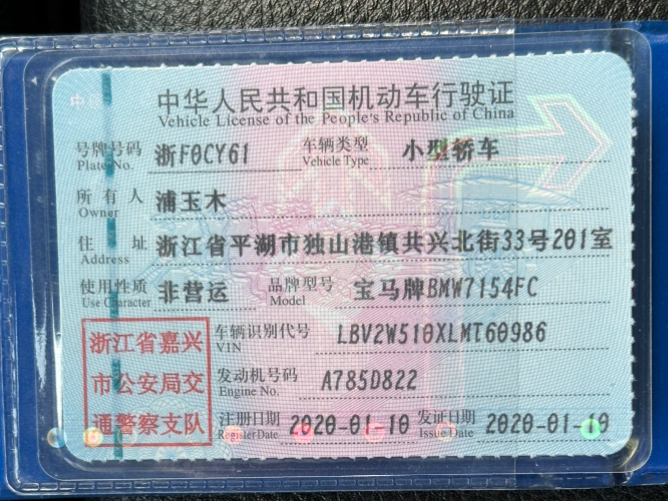 中华人民共和国机动车行驶证
Vehicle License of the People's Republic of China
号牌号码 浙F0CY61 车辆类型 小型轿车
Plate No. Vehicle Type
所有人 浦玉木
Owner
住址 浙江省平湖市独山港镇共兴北街33号201室
Address
使用性质 非营运 品牌型号 宝马牌BMW7154FC
Use Character Model
浙江省嘉兴
市公安局交
通警察支队
车辆识别代号 LBV2W510XLMT60986
VIN
发动机号码 A785D822
Engine No.
注册日期 2020-01-10 发证日期 2020-01-19
Register Date Issue Date